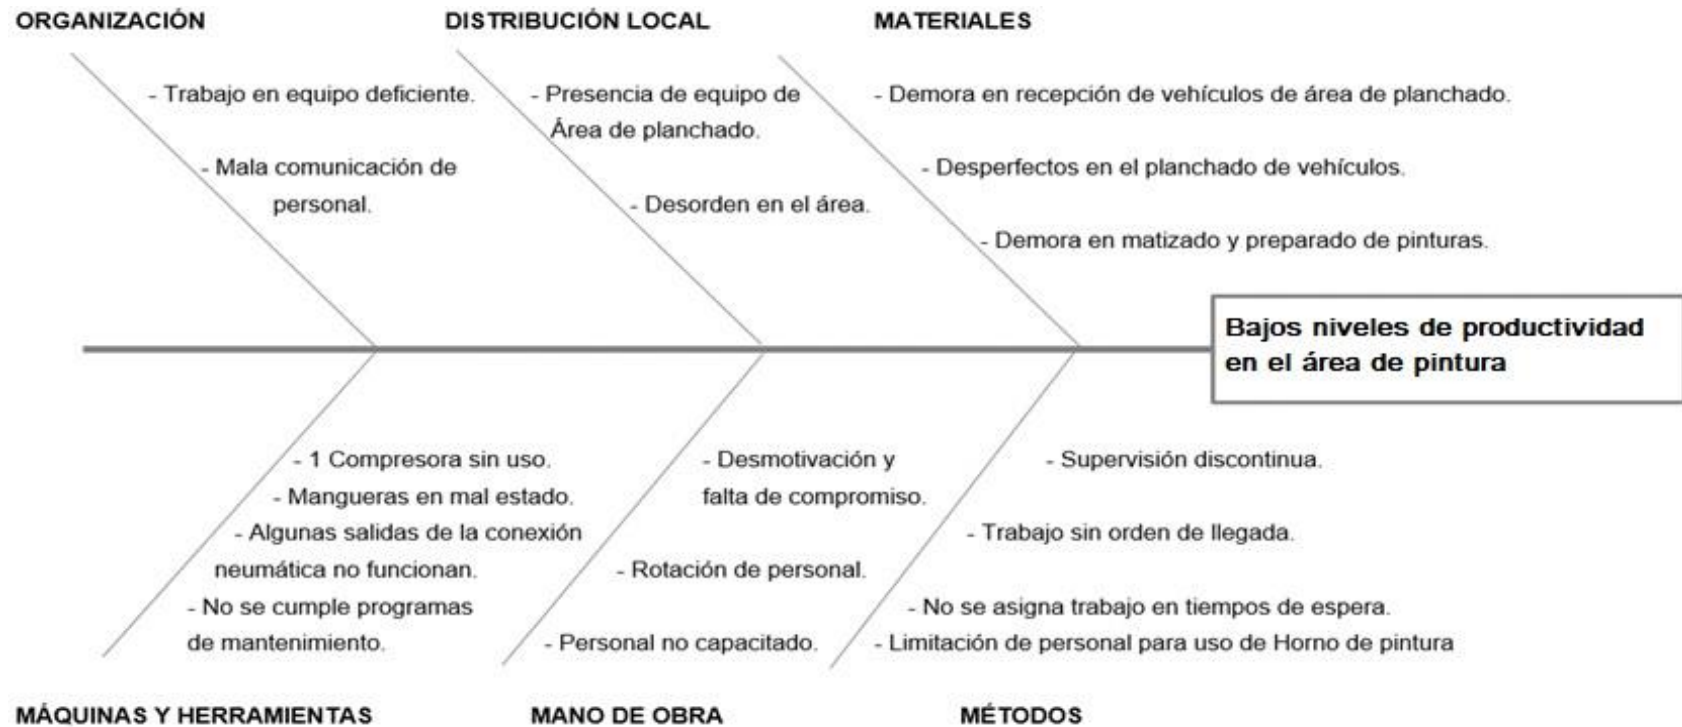 ORGANIZACIÓN
- Trabajo en equipo deficiente.
- Mala comunicación de
personal.
DISTRIBUCIÓN LOCAL
- Presencia de equipo de
Área de planchado.
- Desorden en el área.
MATERIALES
- Demora en recepción de vehículos de área de planchado.
- Desperfectos en el planchado de vehículos.
- Demora en matizado y preparado de pinturas.
Bajos niveles de productividad
en el área de pintura
- 1 Compresora sin uso.
- Mangueras en mal estado.
- Algunas salidas de la conexión
neumática no funcionan.
- No se cumple programas
de mantenimiento.
MÁQUINAS Y HERRAMIENTAS
- Desmotivación y
falta de compromiso.
- Rotación de personal.
- Personal no capacitado.
MANO DE OBRA
- Supervisión discontinua.
- Trabajo sin orden de llegada.
- No se asigna trabajo en tiempos de espera.
- Limitación de personal para uso de Horno de pintura
MÉTODOS